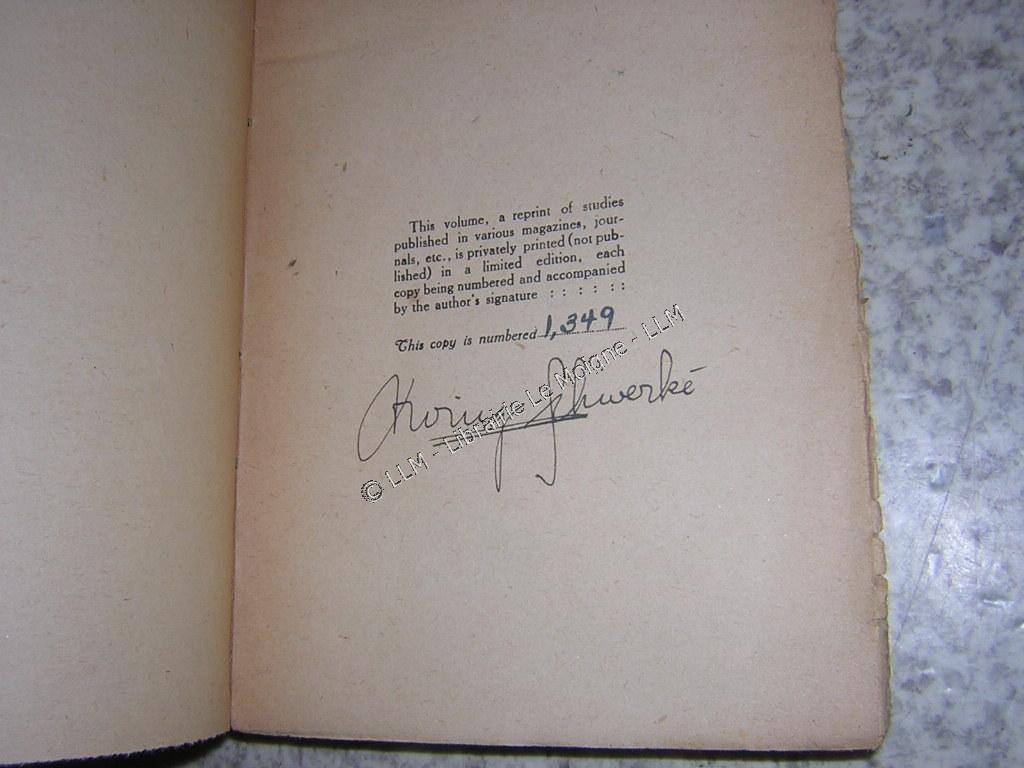 This volume, a reprint of studies
published in various magazines, jour-
nals, etc., is privately printed (not pub-
lished) in a limited edition, each
copy being numbered and accompanied
by the author's signature : : : : : :
This copy is numbered 1,349
Irving Schwerké
© LLM - Librairie Le Moigne - LLM